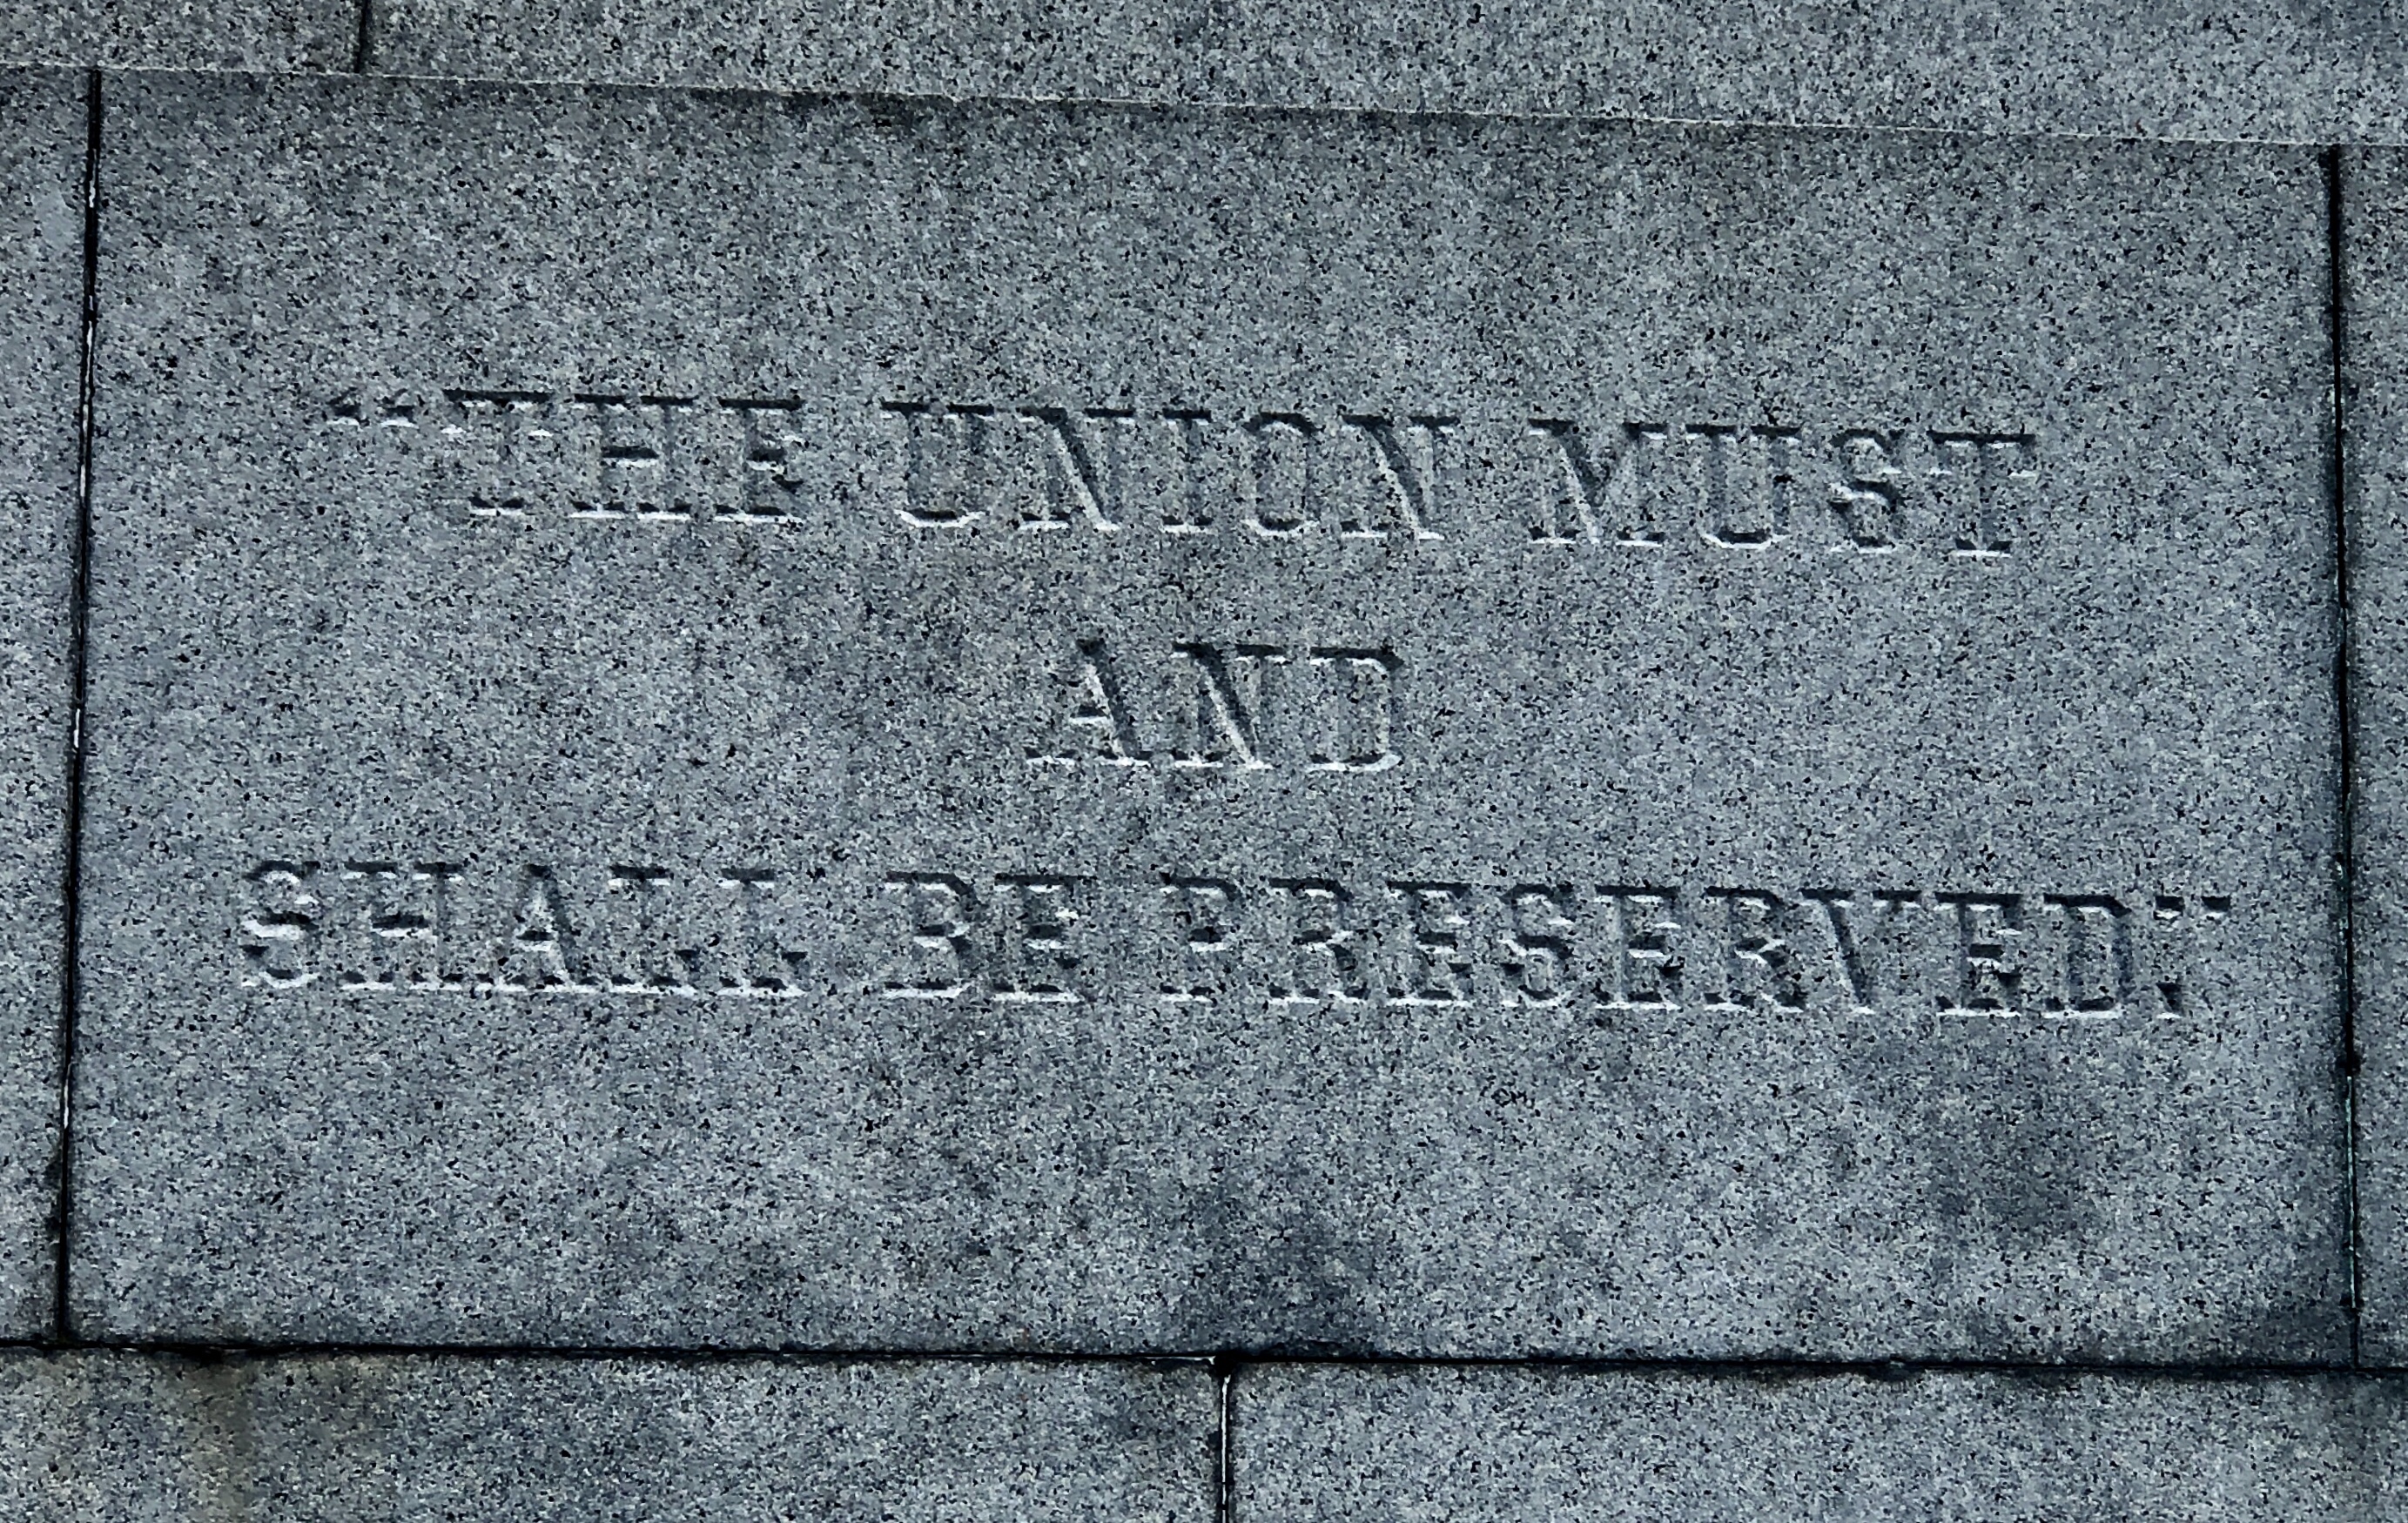 “THE UNION MUST
AND
SHALL BE PRESERVED.”